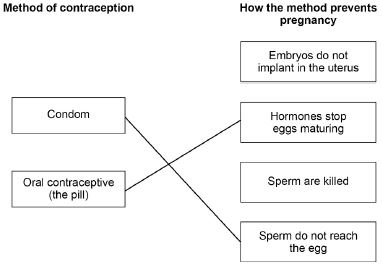 Method of contraception
How the method prevents
pregnancy
Embryos do not
implant in the uterus
Condom
Hormones stop
eggs maturing
Oral contraceptive
(the pill)
Sperm are killed
Sperm do not reach
the egg